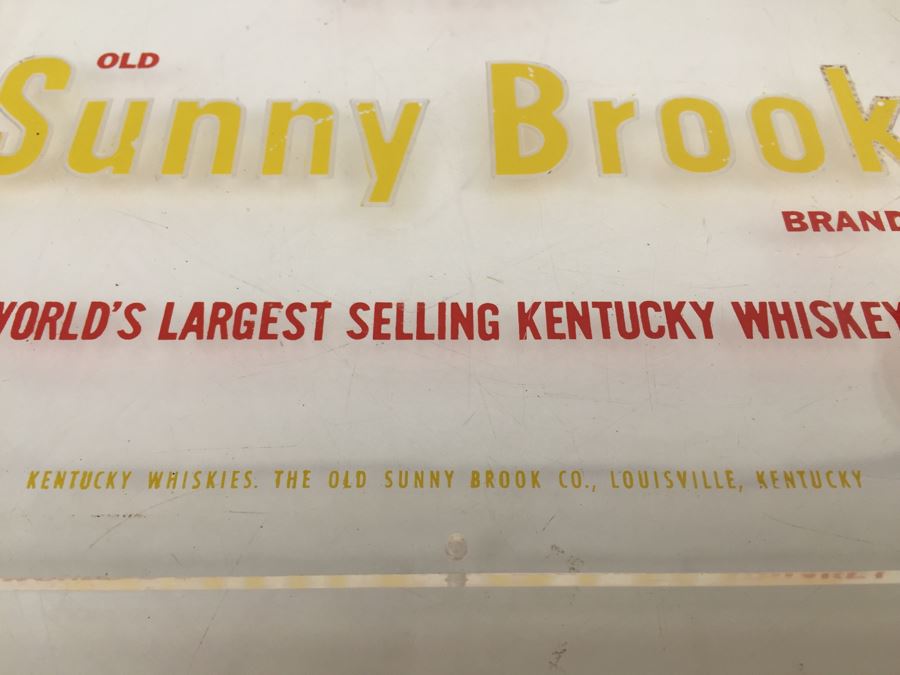 OLD
Sunny Brook
BRAND
WORLD'S LARGEST SELLING KENTUCKY WHISKEY
KENTUCKY WHISKIES. THE OLD SUNNY BROOK CO., LOUISVILLE, KENTUCKY